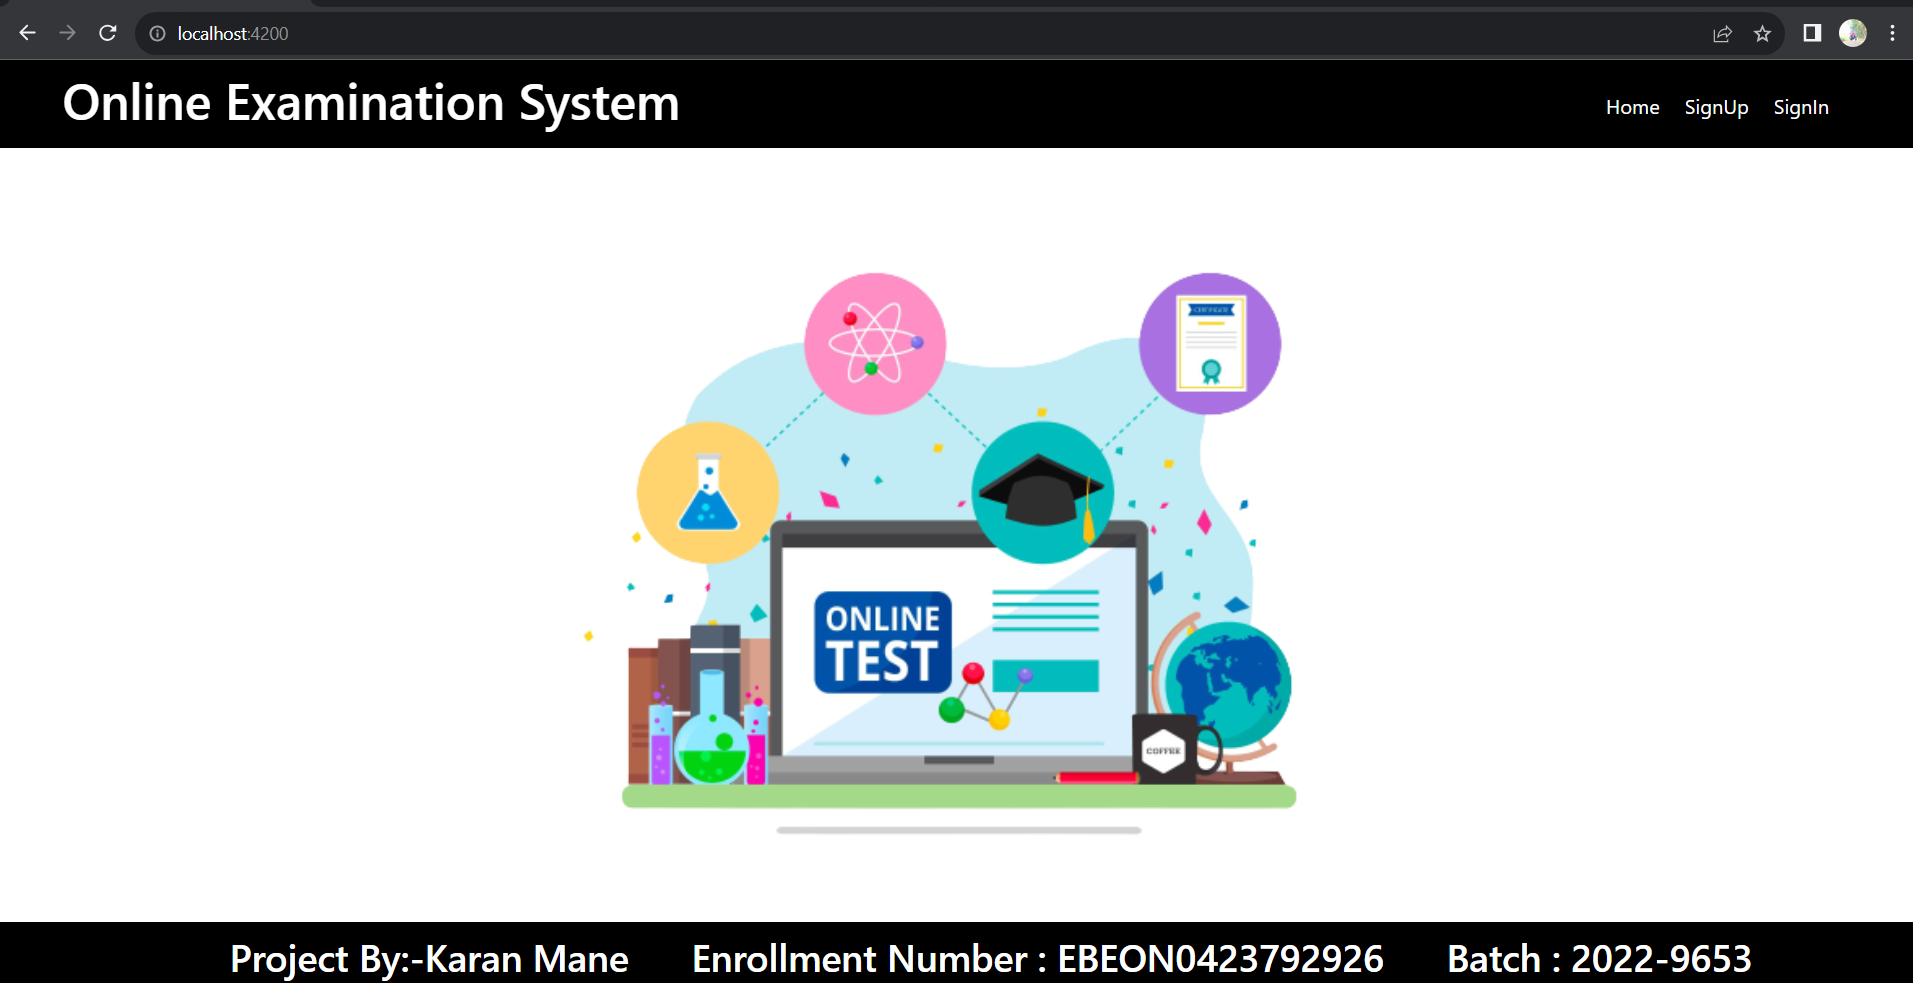 localhost:4200
Online Examination System
Home SignUp SignIn
CERTIFICATE
ONLINE
TEST
COFFEE
Project By:-Karan Mane Enrollment Number : EBEON0423792926 Batch : 2022-9653